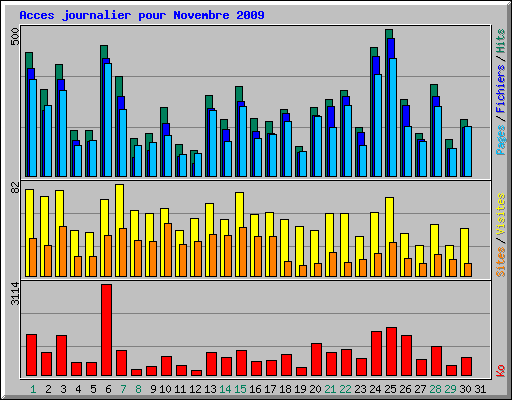 Acces journalier pour Novembre 2009
500
Pages / Fichiers / Hits
82
Sites / Visites
3114
Ko
1 2 3 4 5 6 7 8 9 10 11 12 13 14 15 16 17 18 19 20 21 22 23 24 25 26 27 28 29 30 31